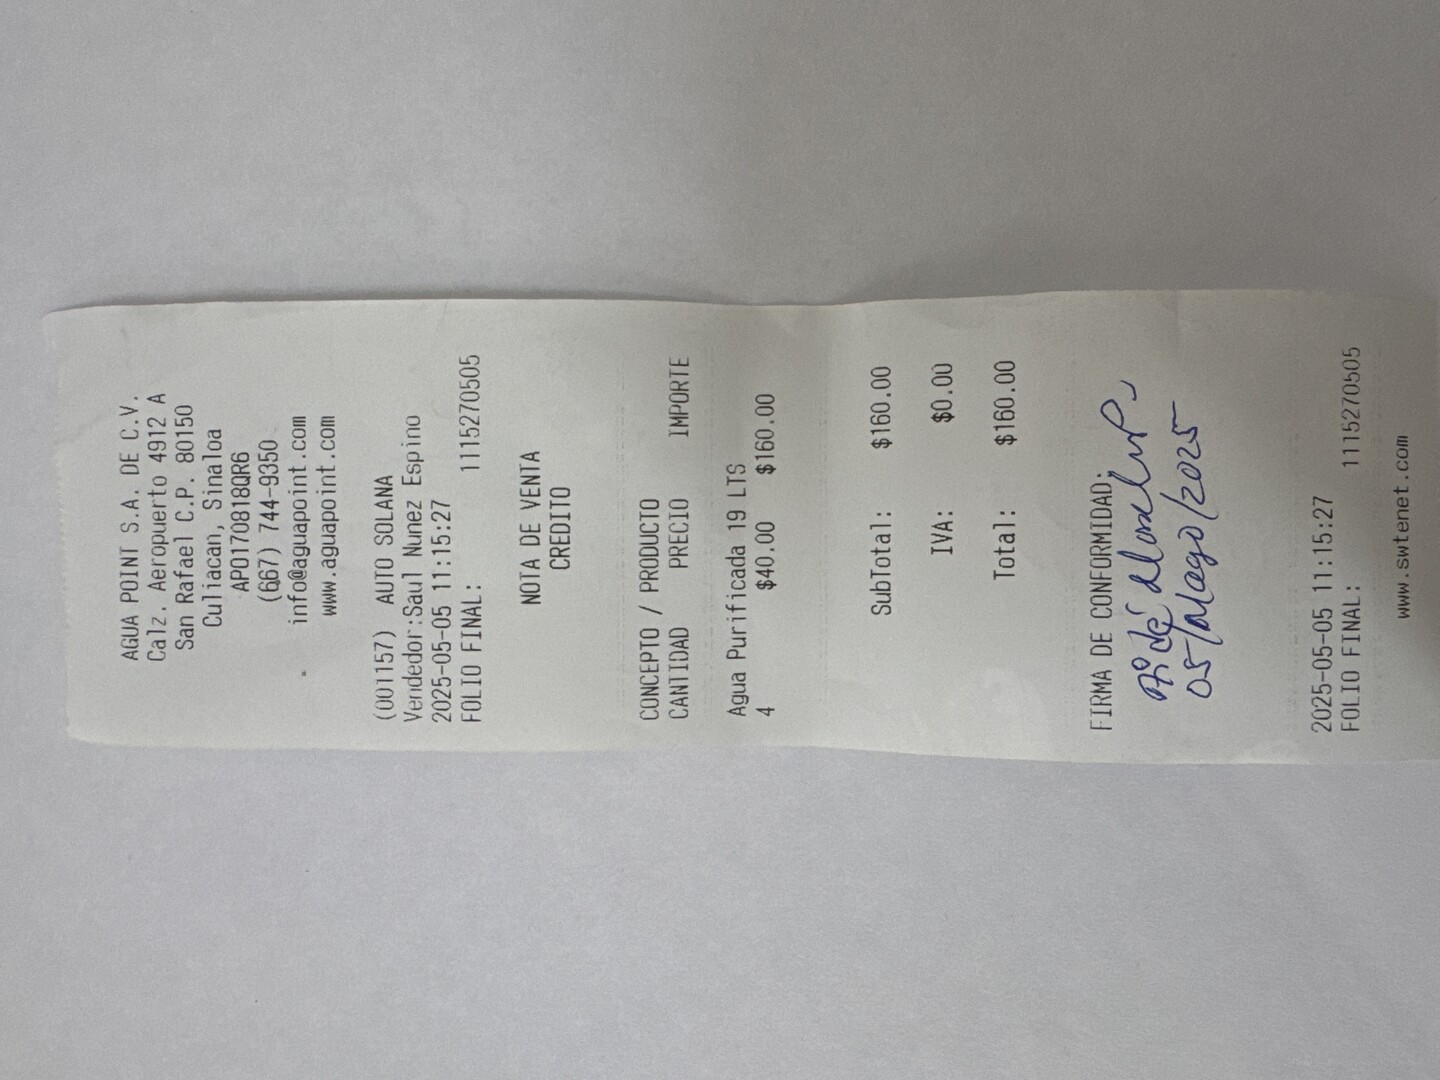 AGUA POINT S.A. DE C.V.
Calz. Aeropuerto 4912 A
San Rafael C.P. 80150
Culiacan, Sinaloa
APO170818QR6
(667) 744-9350
info@aguapoint.com
www.aguapoint.com
(001157) AUTO SOLANA
Vendedor:Saul Nunez Espino
2025-05-05 11:15:27
FOLIO FINAL: 1115270505
NOTA DE VENTA
CREDITO
CONCEPTO / PRODUCTO
CANTIDAD PRECIO IMPORTE
Agua Purificada 19 LTS
4 $40.00 $160.00
SubTotal: $160.00
IVA: $0.00
Total: $160.00
FIRMA DE CONFORMIDAD:
05/Mayo/2025
2025-05-05 11:15:27
FOLIO FINAL: 1115270505
www.swtenet.com